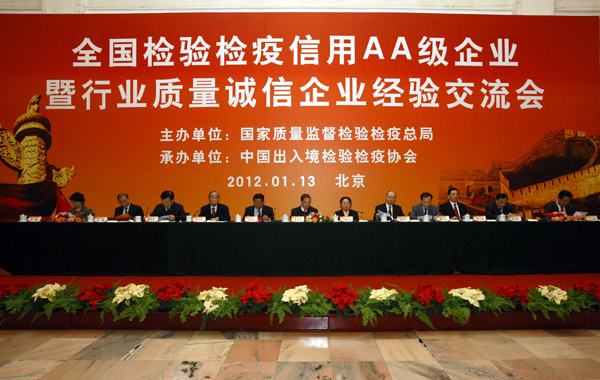 全国检验检疫信用AA级企业
暨行业质量诚信企业经验交流会
主办单位：国家质量监督检验检疫总局
承办单位：中国出入境检验检疫协会
2012.01.13 北京